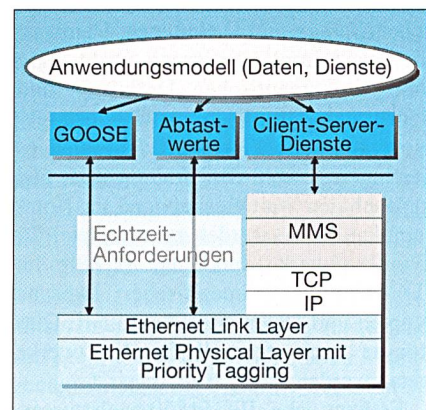 Anwendungsmodell (Daten, Dienste)
GOOSE
Abtast-
werte
Client-Server-
Dienste
Echtzeit-
Anforderungen
MMS
TCP
IP
Ethernet Link Layer
Ethernet Physical Layer mit
Priority Tagging